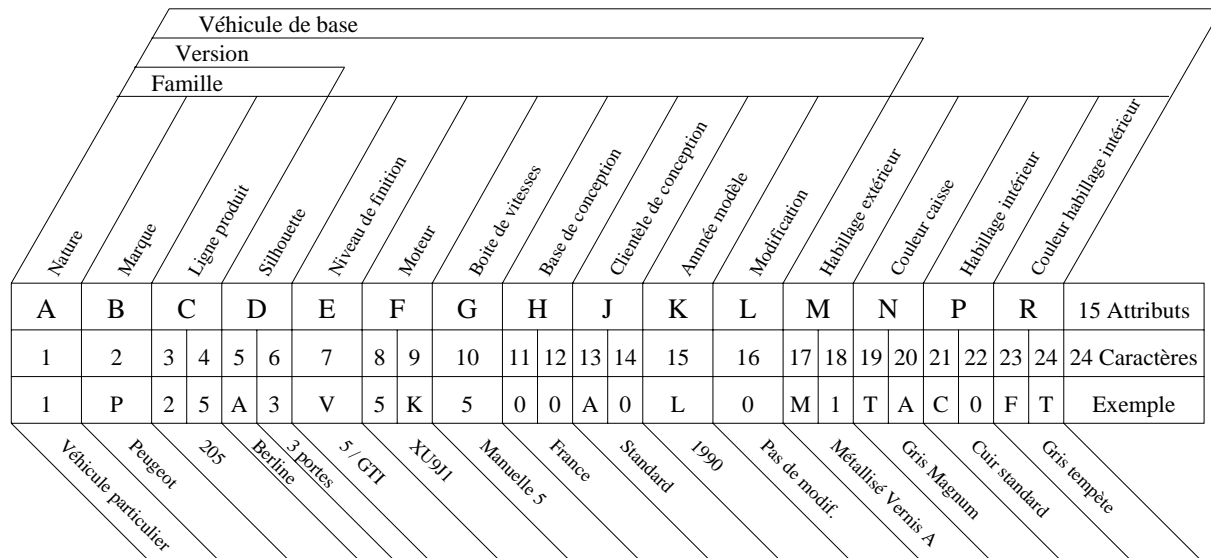 Véhicule de base
Version
Famille
Nature
Marque
Ligne produit
Silhouette
Niveau de finition
Moteur
Boite de vitesses
Base de conception
Clientèle de conception
Annnée modèle
Modification
Habillage extérieur
Couleur caisse
Habillage intérieur
Couleur habillage intérieur
A B C D E F G H J K L M N P R 15 Attributs
1 2 3 4 5 6 7 8 9 10 11 12 13 14 15 16 17 18 19 20 21 22 23 24 24 Caractères
1 P 2 5 A 3 V 5 K 5 0 0 A 0 L 0 M 1 T A C 0 F T Exemple
Véhicule particulier
Peugeot
205
Berline
3 portes
5 / GTI
XU9J1
Manuelle 5
France
Standard
1990
Pas de modif.
Métallisé Vernis A
Gris Magnum
Cuir standard
Gris tempète